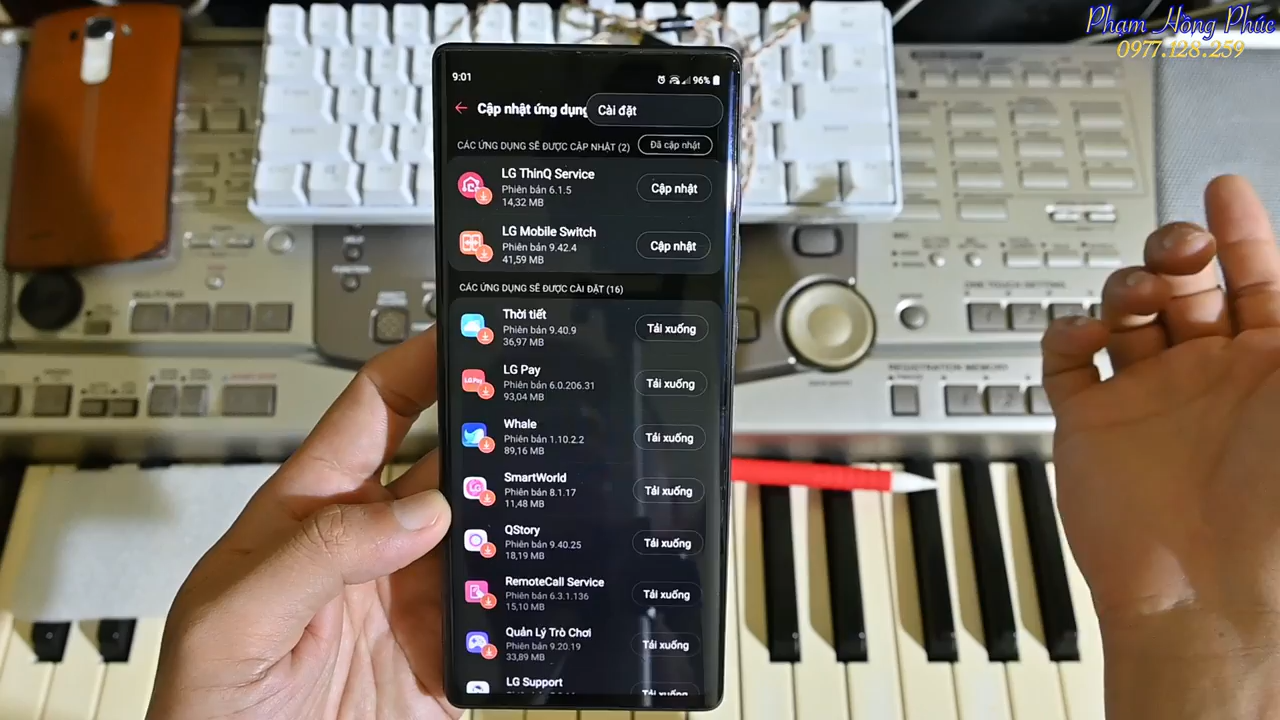 Phạm Hồng Phúc
0977.128.259
9:01
96%
Cập nhật ứng dụng
Cài đặt
CÁC ỨNG DỤNG SẼ ĐƯỢC CẬP NHẬT (2)
Đã cập nhật
LG ThinQ Service
Phiên bản 6.1.5
14,32 MB
Cập nhật
LG Mobile Switch
Phiên bản 9.42.4
41,59 MB
Cập nhật
CÁC ỨNG DỤNG SẼ ĐƯỢC CÀI ĐẶT (16)
Thời tiết
Phiên bản 9.40.9
36,97 MB
Tải xuống
LG Pay
Phiên bản 6.0.206.31
93,04 MB
Tải xuống
Whale
Phiên bản 1.10.2.2
89,16 MB
Tải xuống
SmartWorld
Phiên bản 8.1.17
11,48 MB
Tải xuống
QStory
Phiên bản 9.40.25
18,19 MB
Tải xuống
RemoteCall Service
Phiên bản 6.3.1.136
15,10 MB
Tải xuống
Quản Lý Trò Chơi
Phiên bản 9.20.19
33,89 MB
Tải xuống
LG Support
ONE TOUCH SETTING
REGISTRATION MEMORY